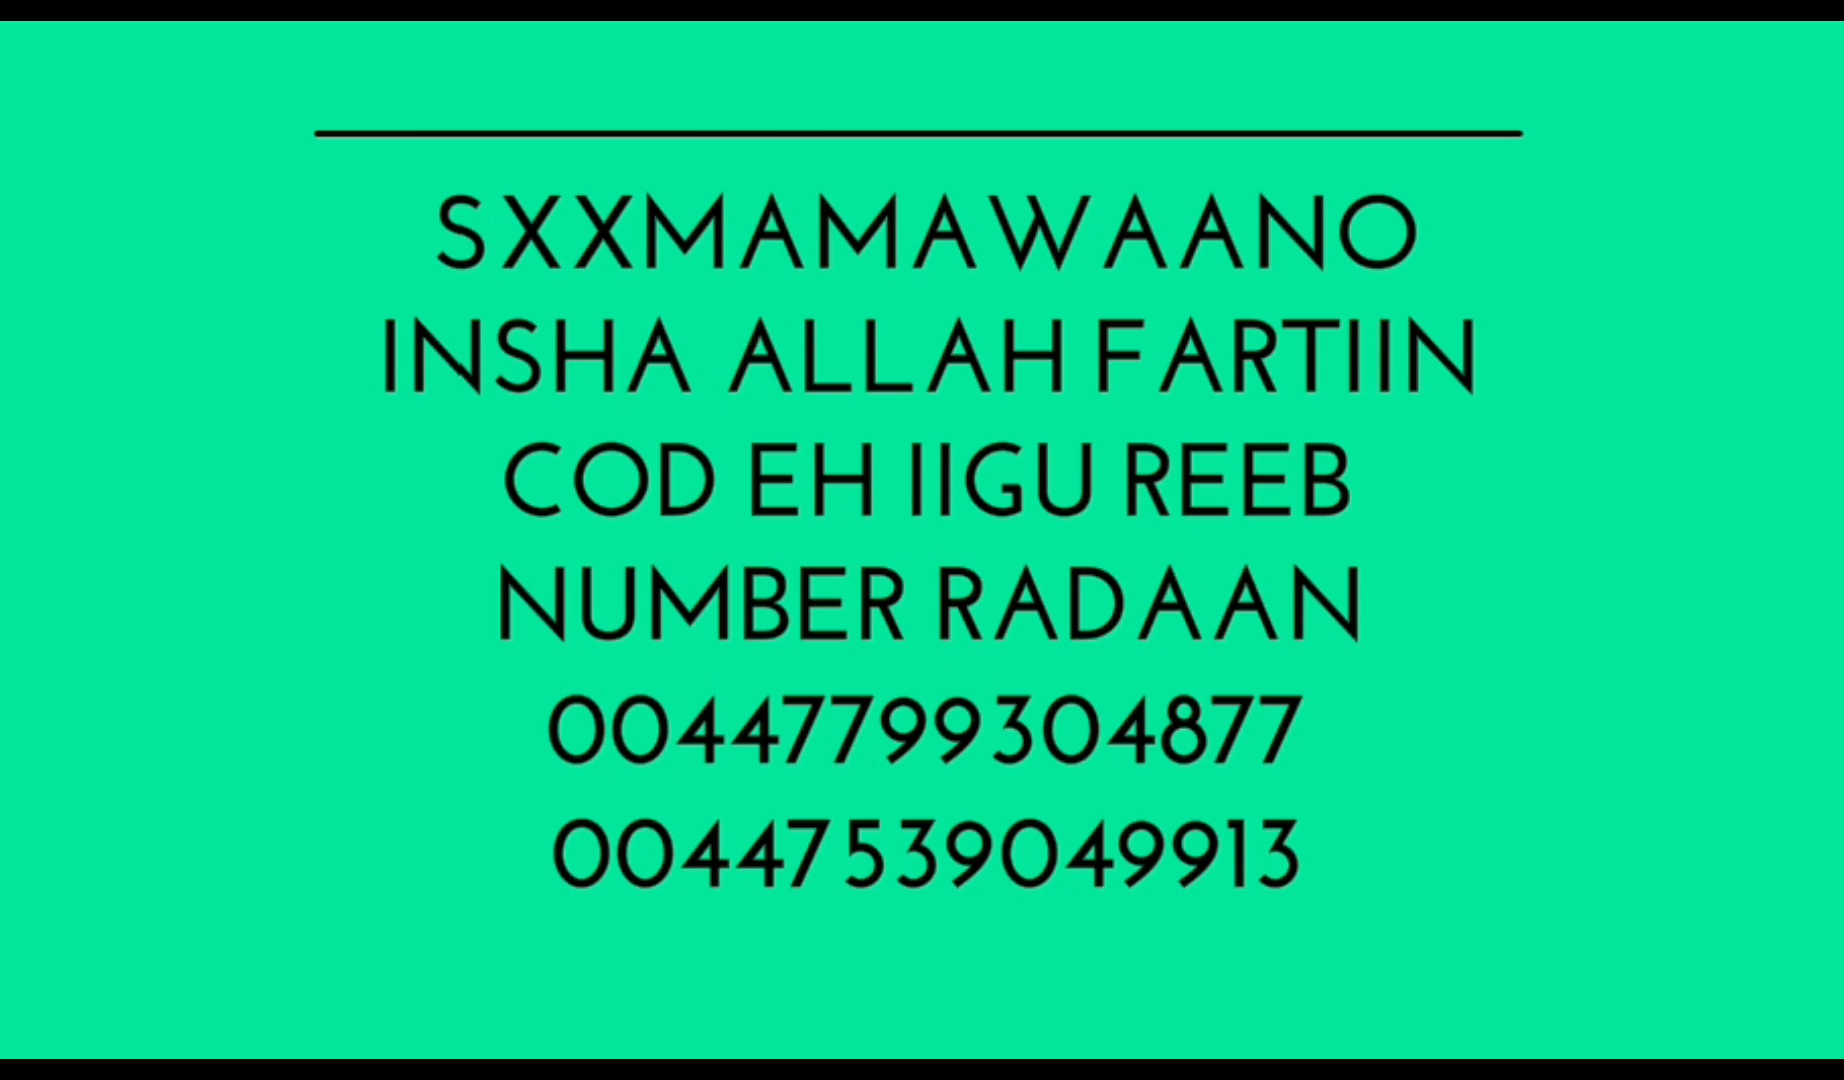 SXXMAMAWAANO
INSHA ALLAH FARTIIN
COD EH IIGU REEB
NUMBER RADAAN
00447799304877
00447539049913